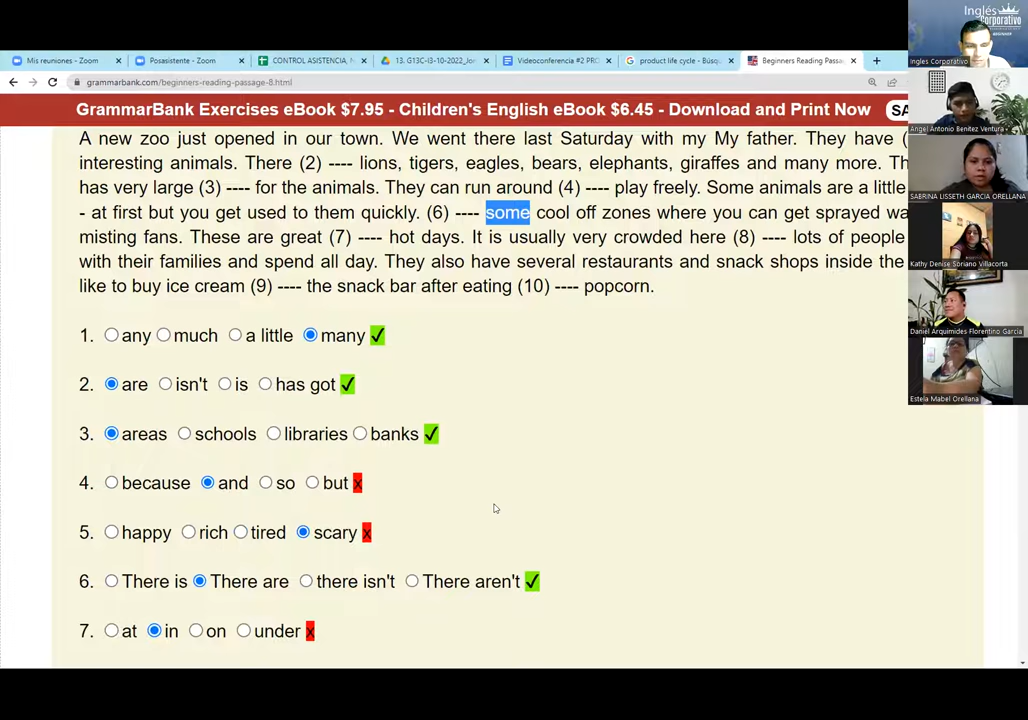 Inglés
Corporativo
Mis reuniones - Zoom
Posasistente - Zoom
CONTROL ASISTENCIA,
13. G13C-I3-10-2022_Jor
Videoconferencia #2 PRO
product life cycle - Búsq
Beginners Reading Passa
Ingles Corporativo
grammarbank.com/beginners-reading-passage-8.html
GrammarBank Exercises eBook $7.95 - Children's English eBook $6.45 - Download and Print Now
SA
Angel Antonio Benitez Ventura
A new zoo just opened in our town. We went there last Saturday with my My father. They have (
interesting animals. There (2) ---- lions, tigers, eagles, bears, elephants, giraffes and many more. Th
has very large (3) ---- for the animals. They can run around (4) ---- play freely. Some animals are a little
SABRINA LISSETH GARCIA ORELLANA
- at first but you get used to them quickly. (6) ---- some cool off zones where you can get sprayed wa
misting fans. These are great (7) ---- hot days. It is usually very crowded here (8) ---- lots of people
with their families and spend all day. They also have several restaurants and snack shops inside the
Kathy Denise Soriano Villacorta
like to buy ice cream (9) ---- the snack bar after eating (10) ---- popcorn.
Daniel Arquimides Florentino Garcia
1. any much a little many ✓
2. are isn't is has got ✓
Estela Mabel Orellana
3. areas schools libraries banks ✓
4. because and so but x
5. happy rich tired scary x
6. There is There are there isn't There aren't ✓
7. at in on under x